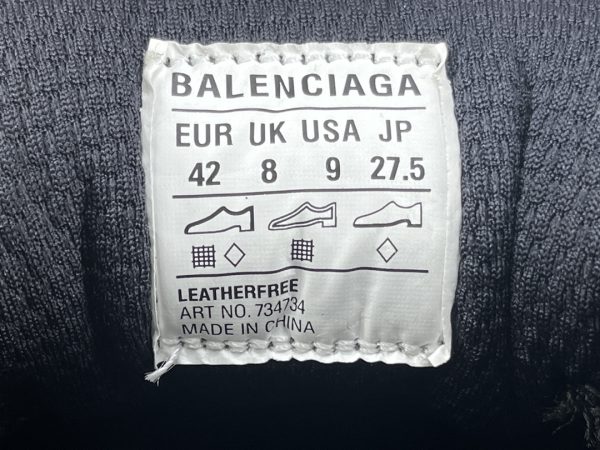 BALENCIAGA
EUR UK USA JP
42 8 9 27.5
LEATHERFREE
ART NO. 734734
MADE IN CHINA